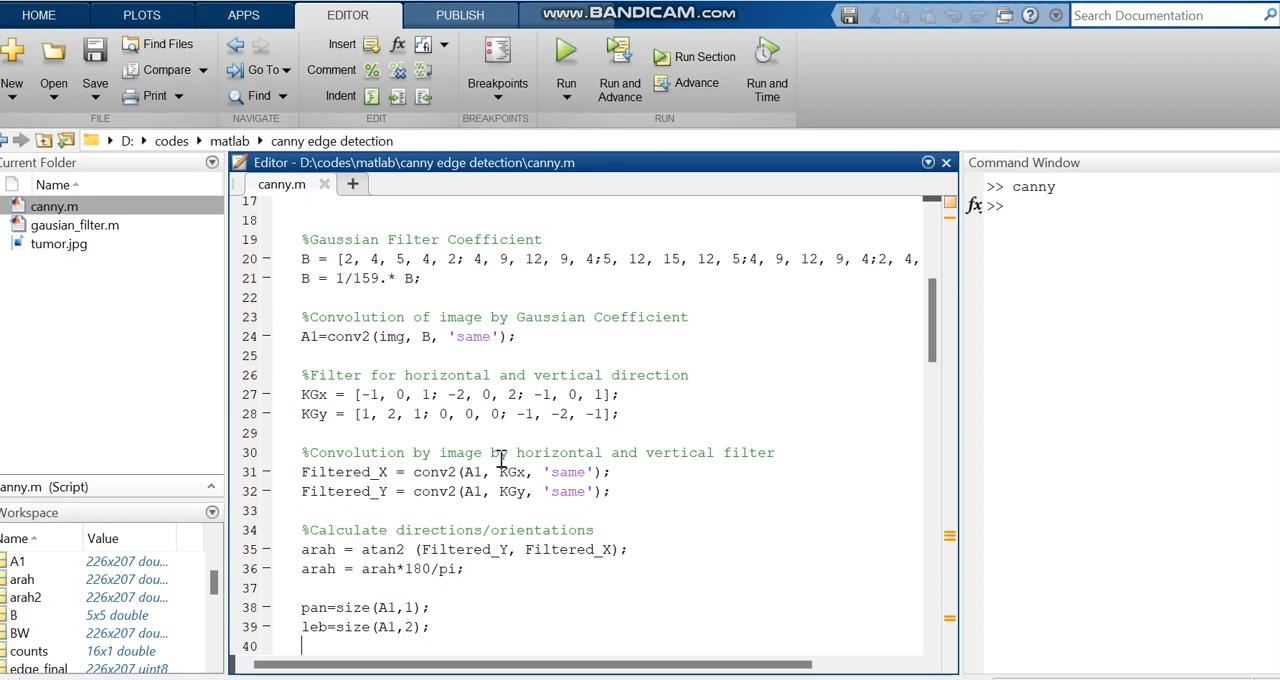 HOME PLOTS APPS EDITOR PUBLISH www.BANDICAM.com Search Documentation
New Open Save Find Files Compare Print FILE
Go To Find NAVIGATE
Insert fx Comment Indent EDIT
Breakpoints BREAKPOINTS
Run Run and Advance Run Section Advance Run and Time RUN
D: codes matlab canny edge detection
urrent Folder
Name
canny.m
gausian_filter.m
tumor.jpg
anny.m (Script)
Workspace
Name Value
A1 226x207 dou...
arah 226x207 dou...
arah2 226x207 dou...
B 5x5 double
BW 226x207 dou...
counts 16x1 double
edge_final 226x207 uint8
Editor - D:\codes\matlab\canny edge detection\canny.m
canny.m
17
18
19 %Gaussian Filter Coefficient
20 B = [2, 4, 5, 4, 2; 4, 9, 12, 9, 4;5, 12, 15, 12, 5;4, 9, 12, 9, 4;2, 4,
21 B = 1/159.* B;
22
23 %Convolution of image by Gaussian Coefficient
24 A1=conv2(img, B, 'same');
25
26 %Filter for horizontal and vertical direction
27 KGx = [-1, 0, 1; -2, 0, 2; -1, 0, 1];
28 KGy = [1, 2, 1; 0, 0, 0; -1, -2, -1];
29
30 %Convolution by image by horizontal and vertical filter
31 Filtered_X = conv2(A1, KGx, 'same');
32 Filtered_Y = conv2(A1, KGy, 'same');
33
34 %Calculate directions/orientations
35 arah = atan2 (Filtered_Y, Filtered_X);
36 arah = arah*180/pi;
37
38 pan=size(A1,1);
39 leb=size(A1,2);
40
Command Window
>> canny
fx >>